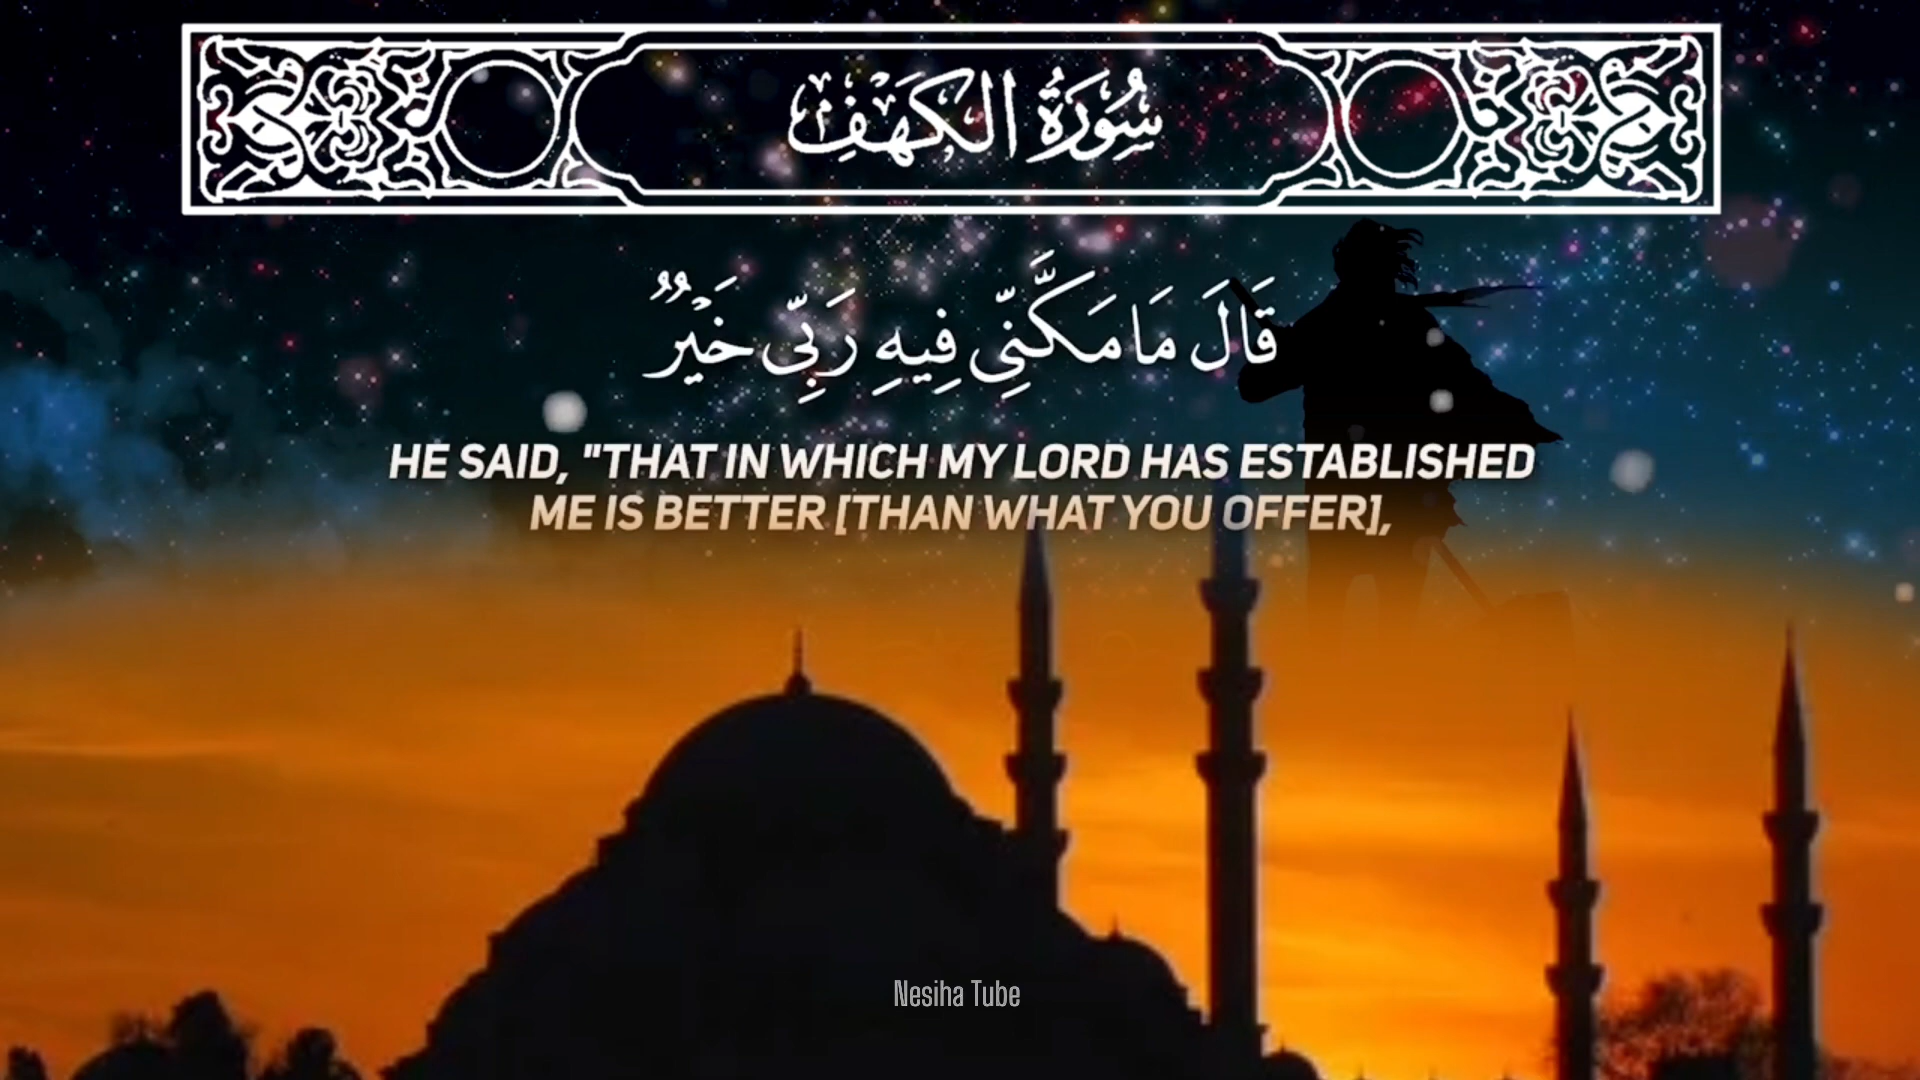 سُورَةُ الكَهْفِ
قَالَ مَا مَكَّنِّى فِيهِ رَبِّى خَيْرٌ
HE SAID, "THAT IN WHICH MY LORD HAS ESTABLISHED
ME IS BETTER [THAN WHAT YOU OFFER],
Nesiha Tube